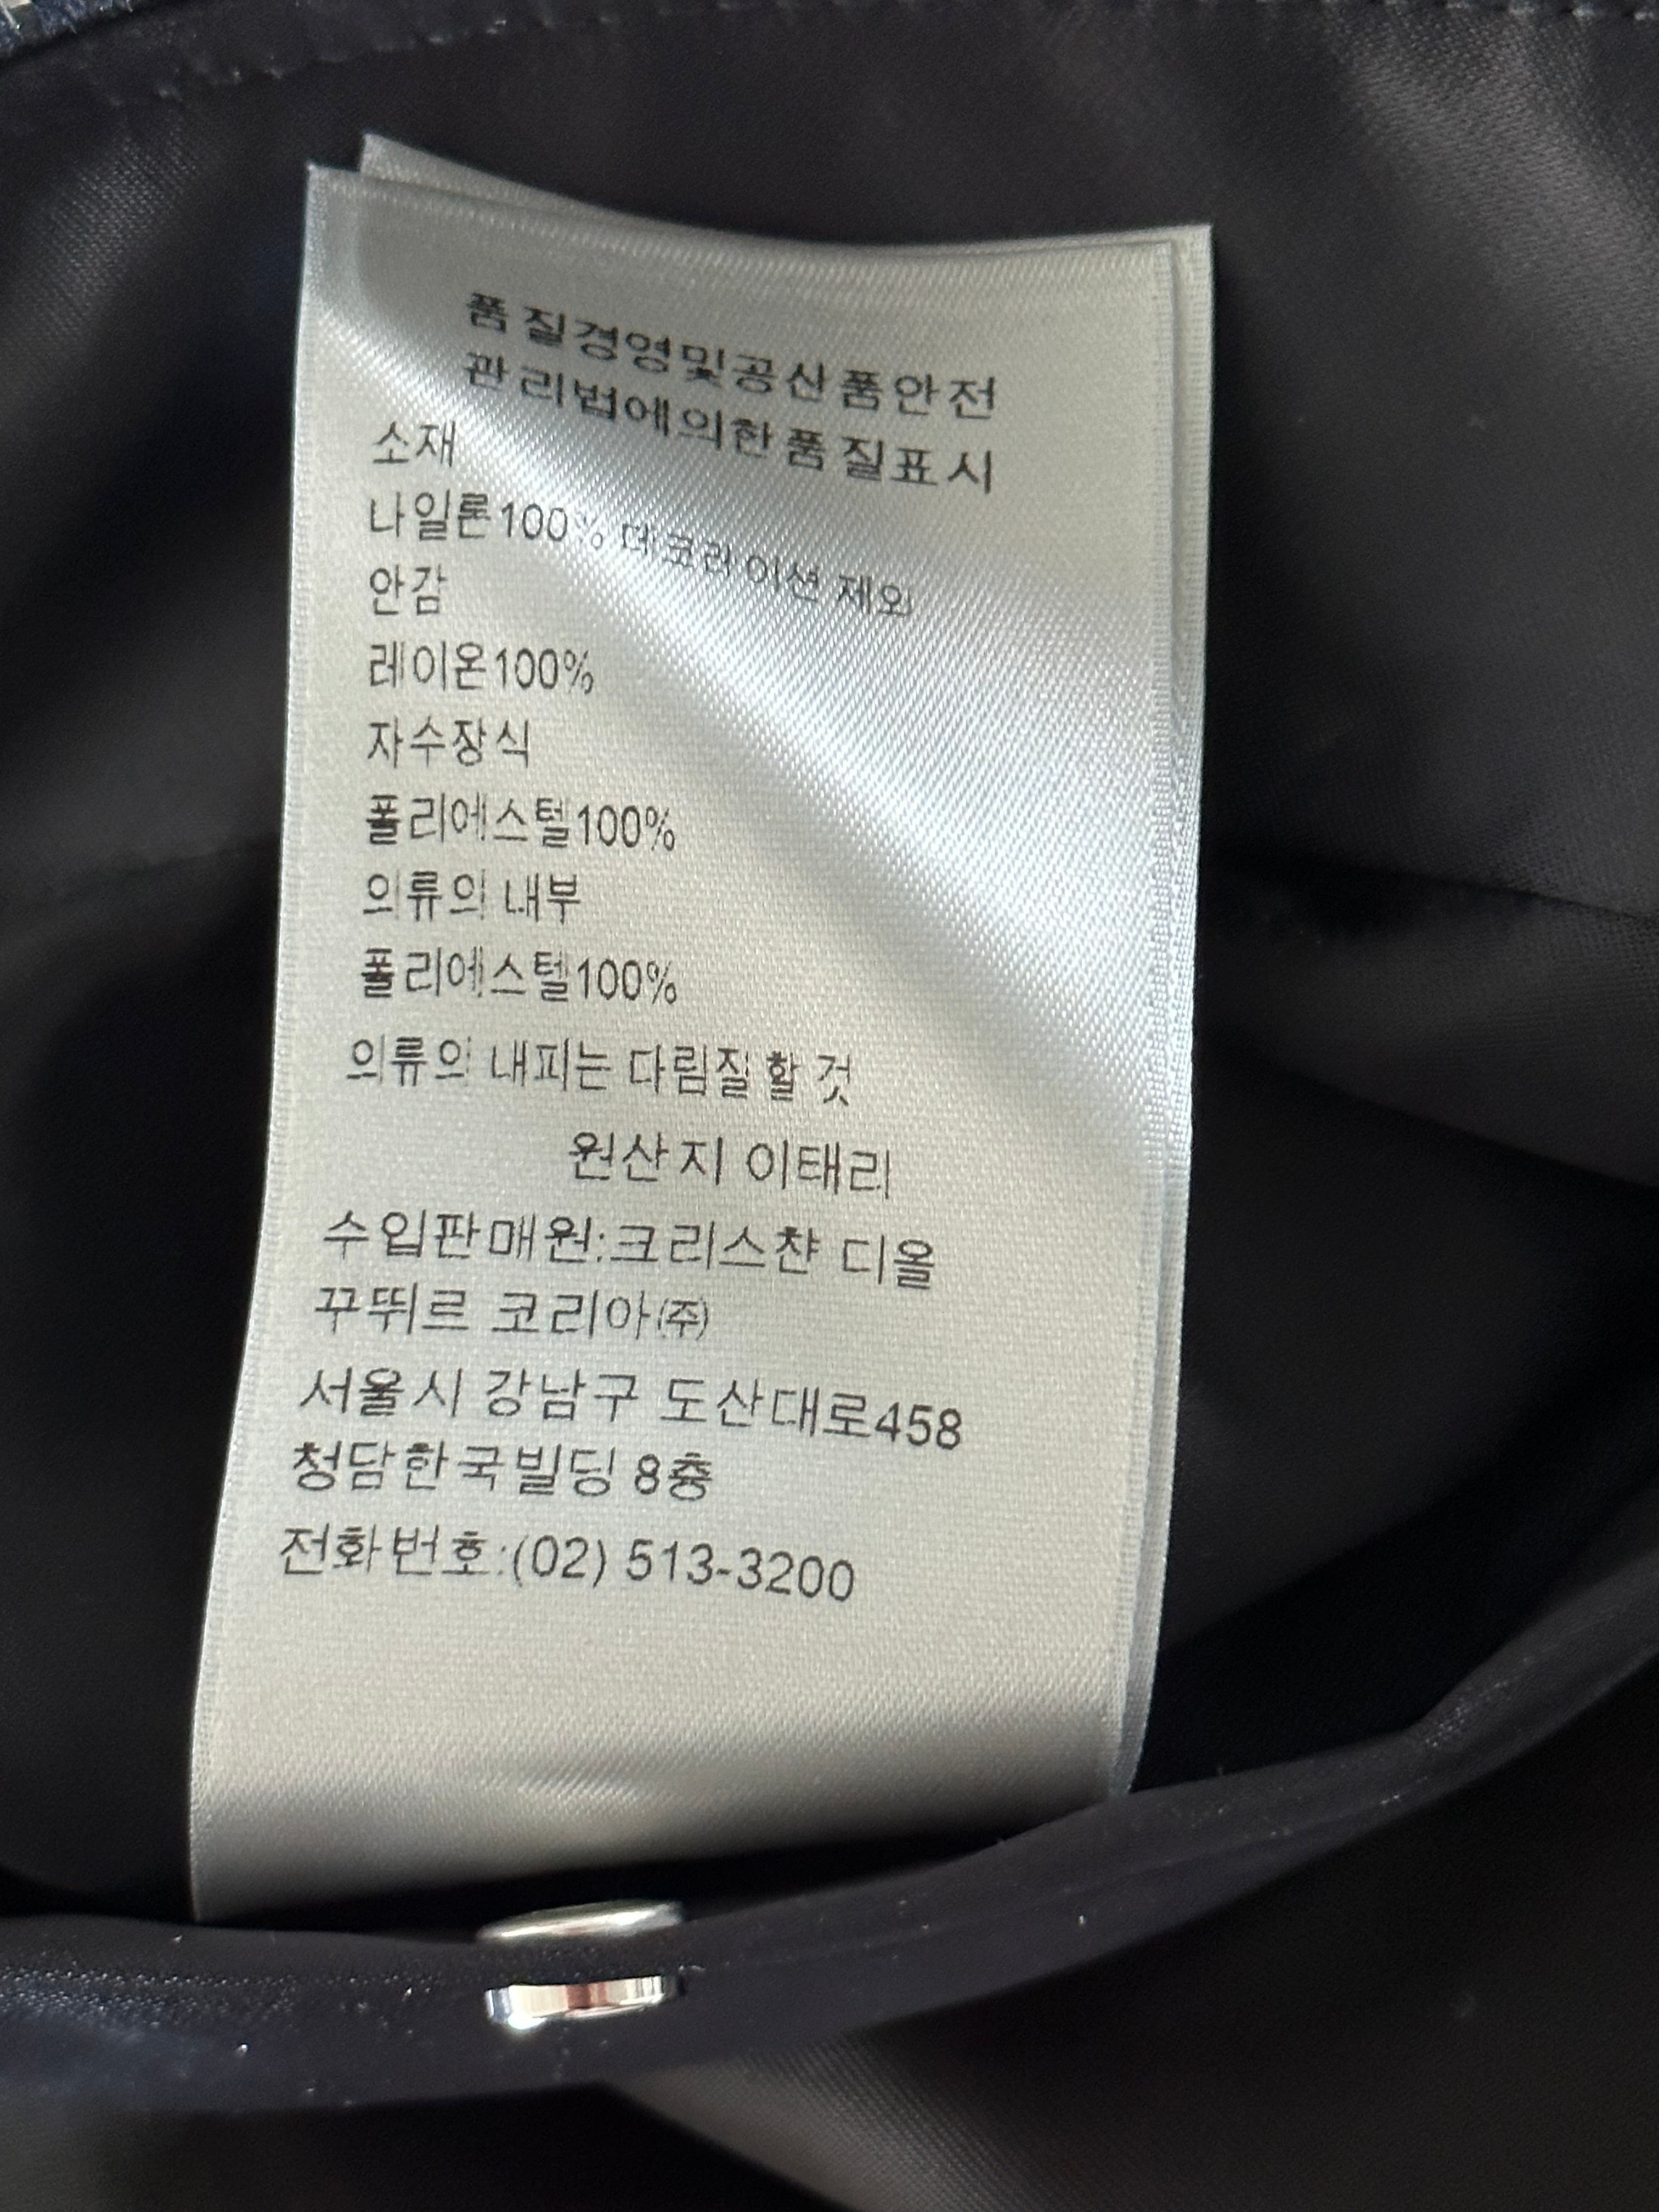 품질경영및공산품안전
관리법에의한품질표시
소재
나일론100% 데코레이션 제외
안감
레이온100%
자수장식
폴리에스텔100%
의류의 내부
폴리에스텔100%
의류의 내피는 다림질 할 것
원산지 이태리
수입판매원:크리스챤 디올
꾸뛰르 코리아㈜
서울시 강남구 도산대로458
청담한국빌딩 8층
전화번호:(02) 513-3200